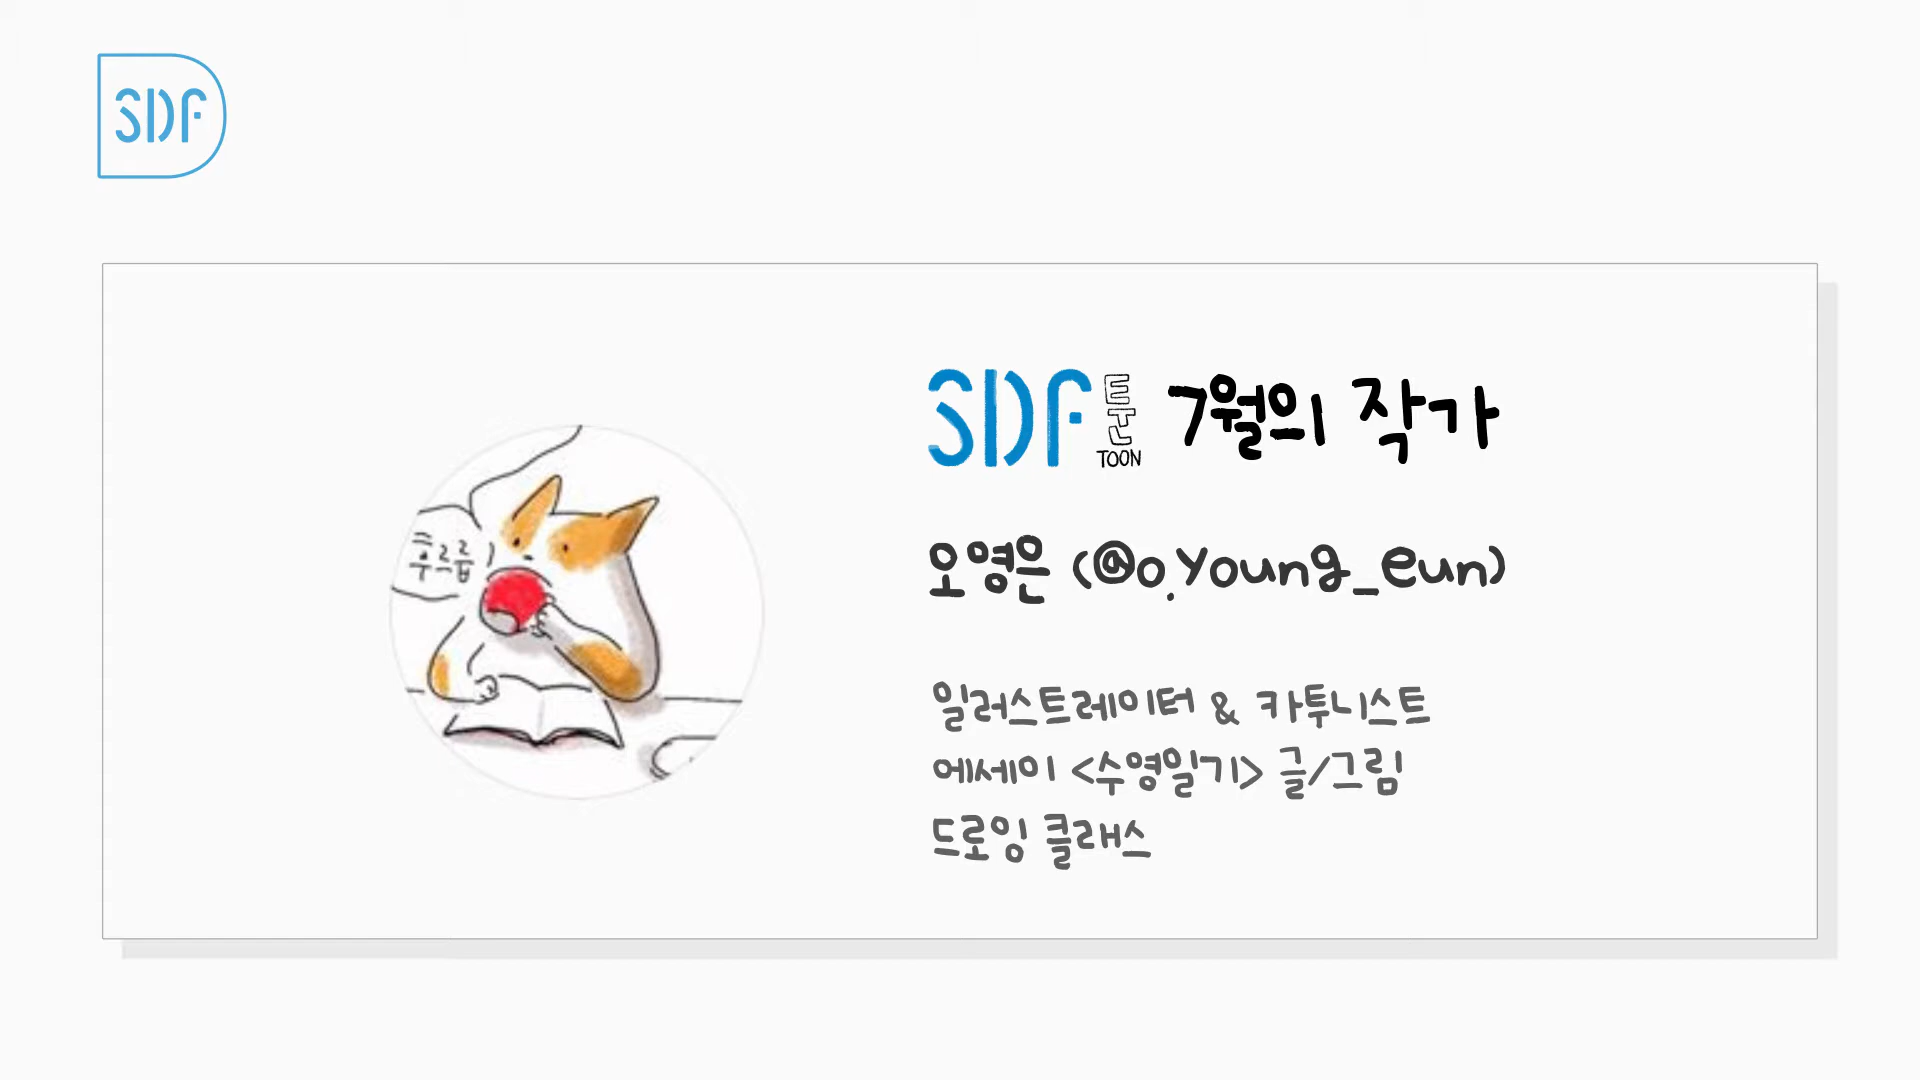 SDF
SDF 툰 TOON 7월의 작가
후르릅
오영은 (@o.young_eun)
일러스트레이터 & 카투니스트
에세이 <수영일기> 글/그림
드로잉 클래스